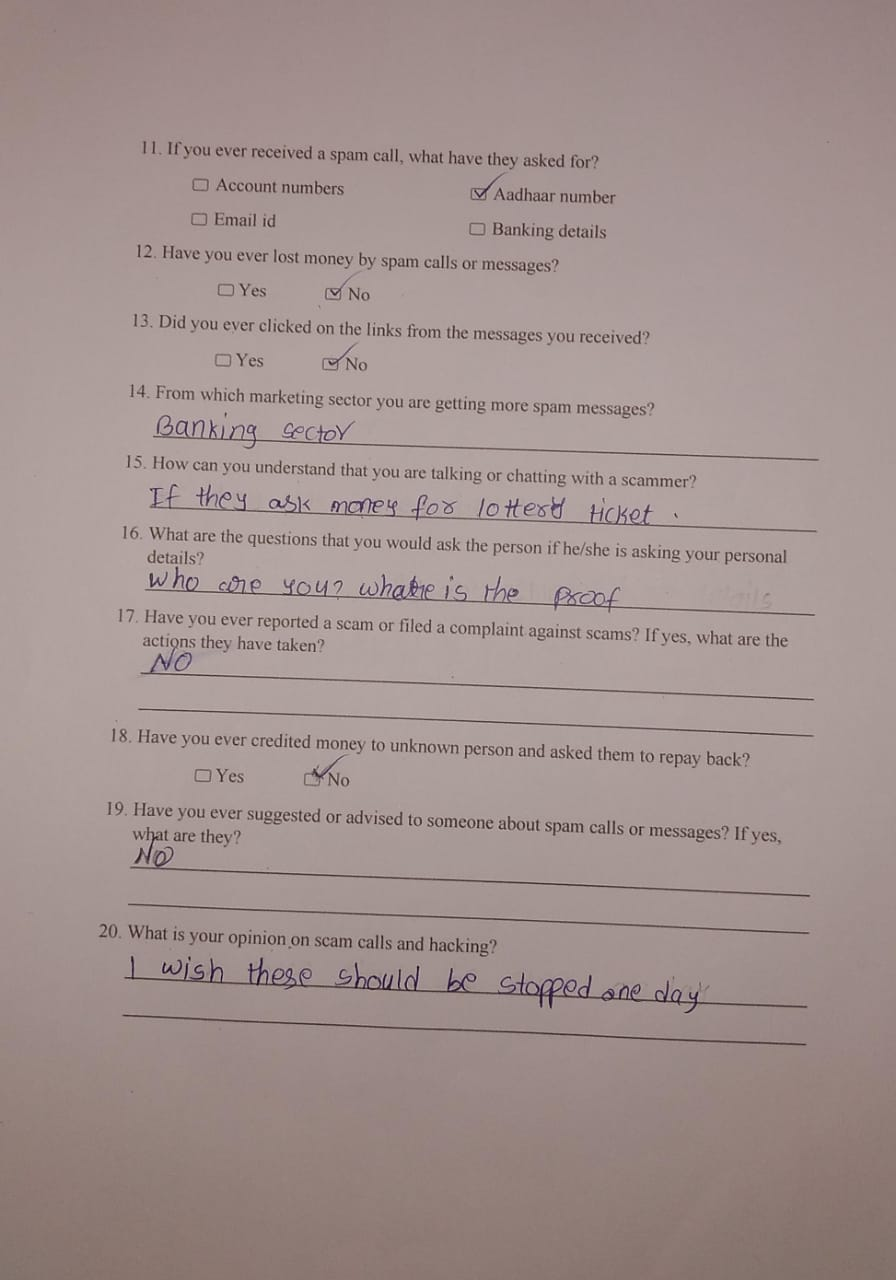 11. If you ever received a spam call, what have they asked for?
☐ Account numbers ☑ Aadhaar number
☐ Email id ☐ Banking details
12. Have you ever lost money by spam calls or messages?
☐ Yes ☑ No
13. Did you ever clicked on the links from the messages you received?
☐ Yes ☑ No
14. From which marketing sector you are getting more spam messages?
Banking sector
15. How can you understand that you are talking or chatting with a scammer?
If they ask money for lottery ticket .
16. What are the questions that you would ask the person if he/she is asking your personal
details?
Who are you? what is the proof
17. Have you ever reported a scam or filed a complaint against scams? If yes, what are the
actions they have taken?
NO
18. Have you ever credited money to unknown person and asked them to repay back?
☐ Yes ☑ No
19. Have you ever suggested or advised to someone about spam calls or messages? If yes,
what are they?
NO
20. What is your opinion on scam calls and hacking?
I wish these should be stopped one day